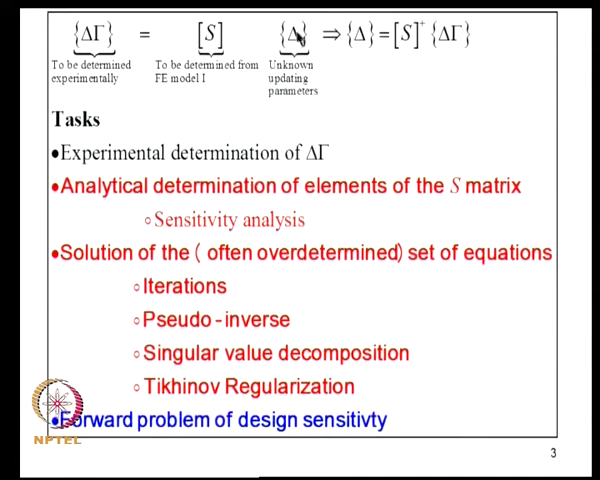 {ΔΓ} = [S] {Δ} ⇒ {Δ} = [S]⁺ {ΔΓ}
To be determined experimentally To be determined from FE model I Unknown updating parameters
Tasks
•Experimental determination of ΔΓ
•Analytical determination of elements of the S matrix
○Sensitivity analysis
•Solution of the ( often overdetermined) set of equations
○Iterations
○Pseudo-inverse
○Singular value decomposition
○Tikhinov Regularization
•Forward problem of design sensitivty
NPTEL
3